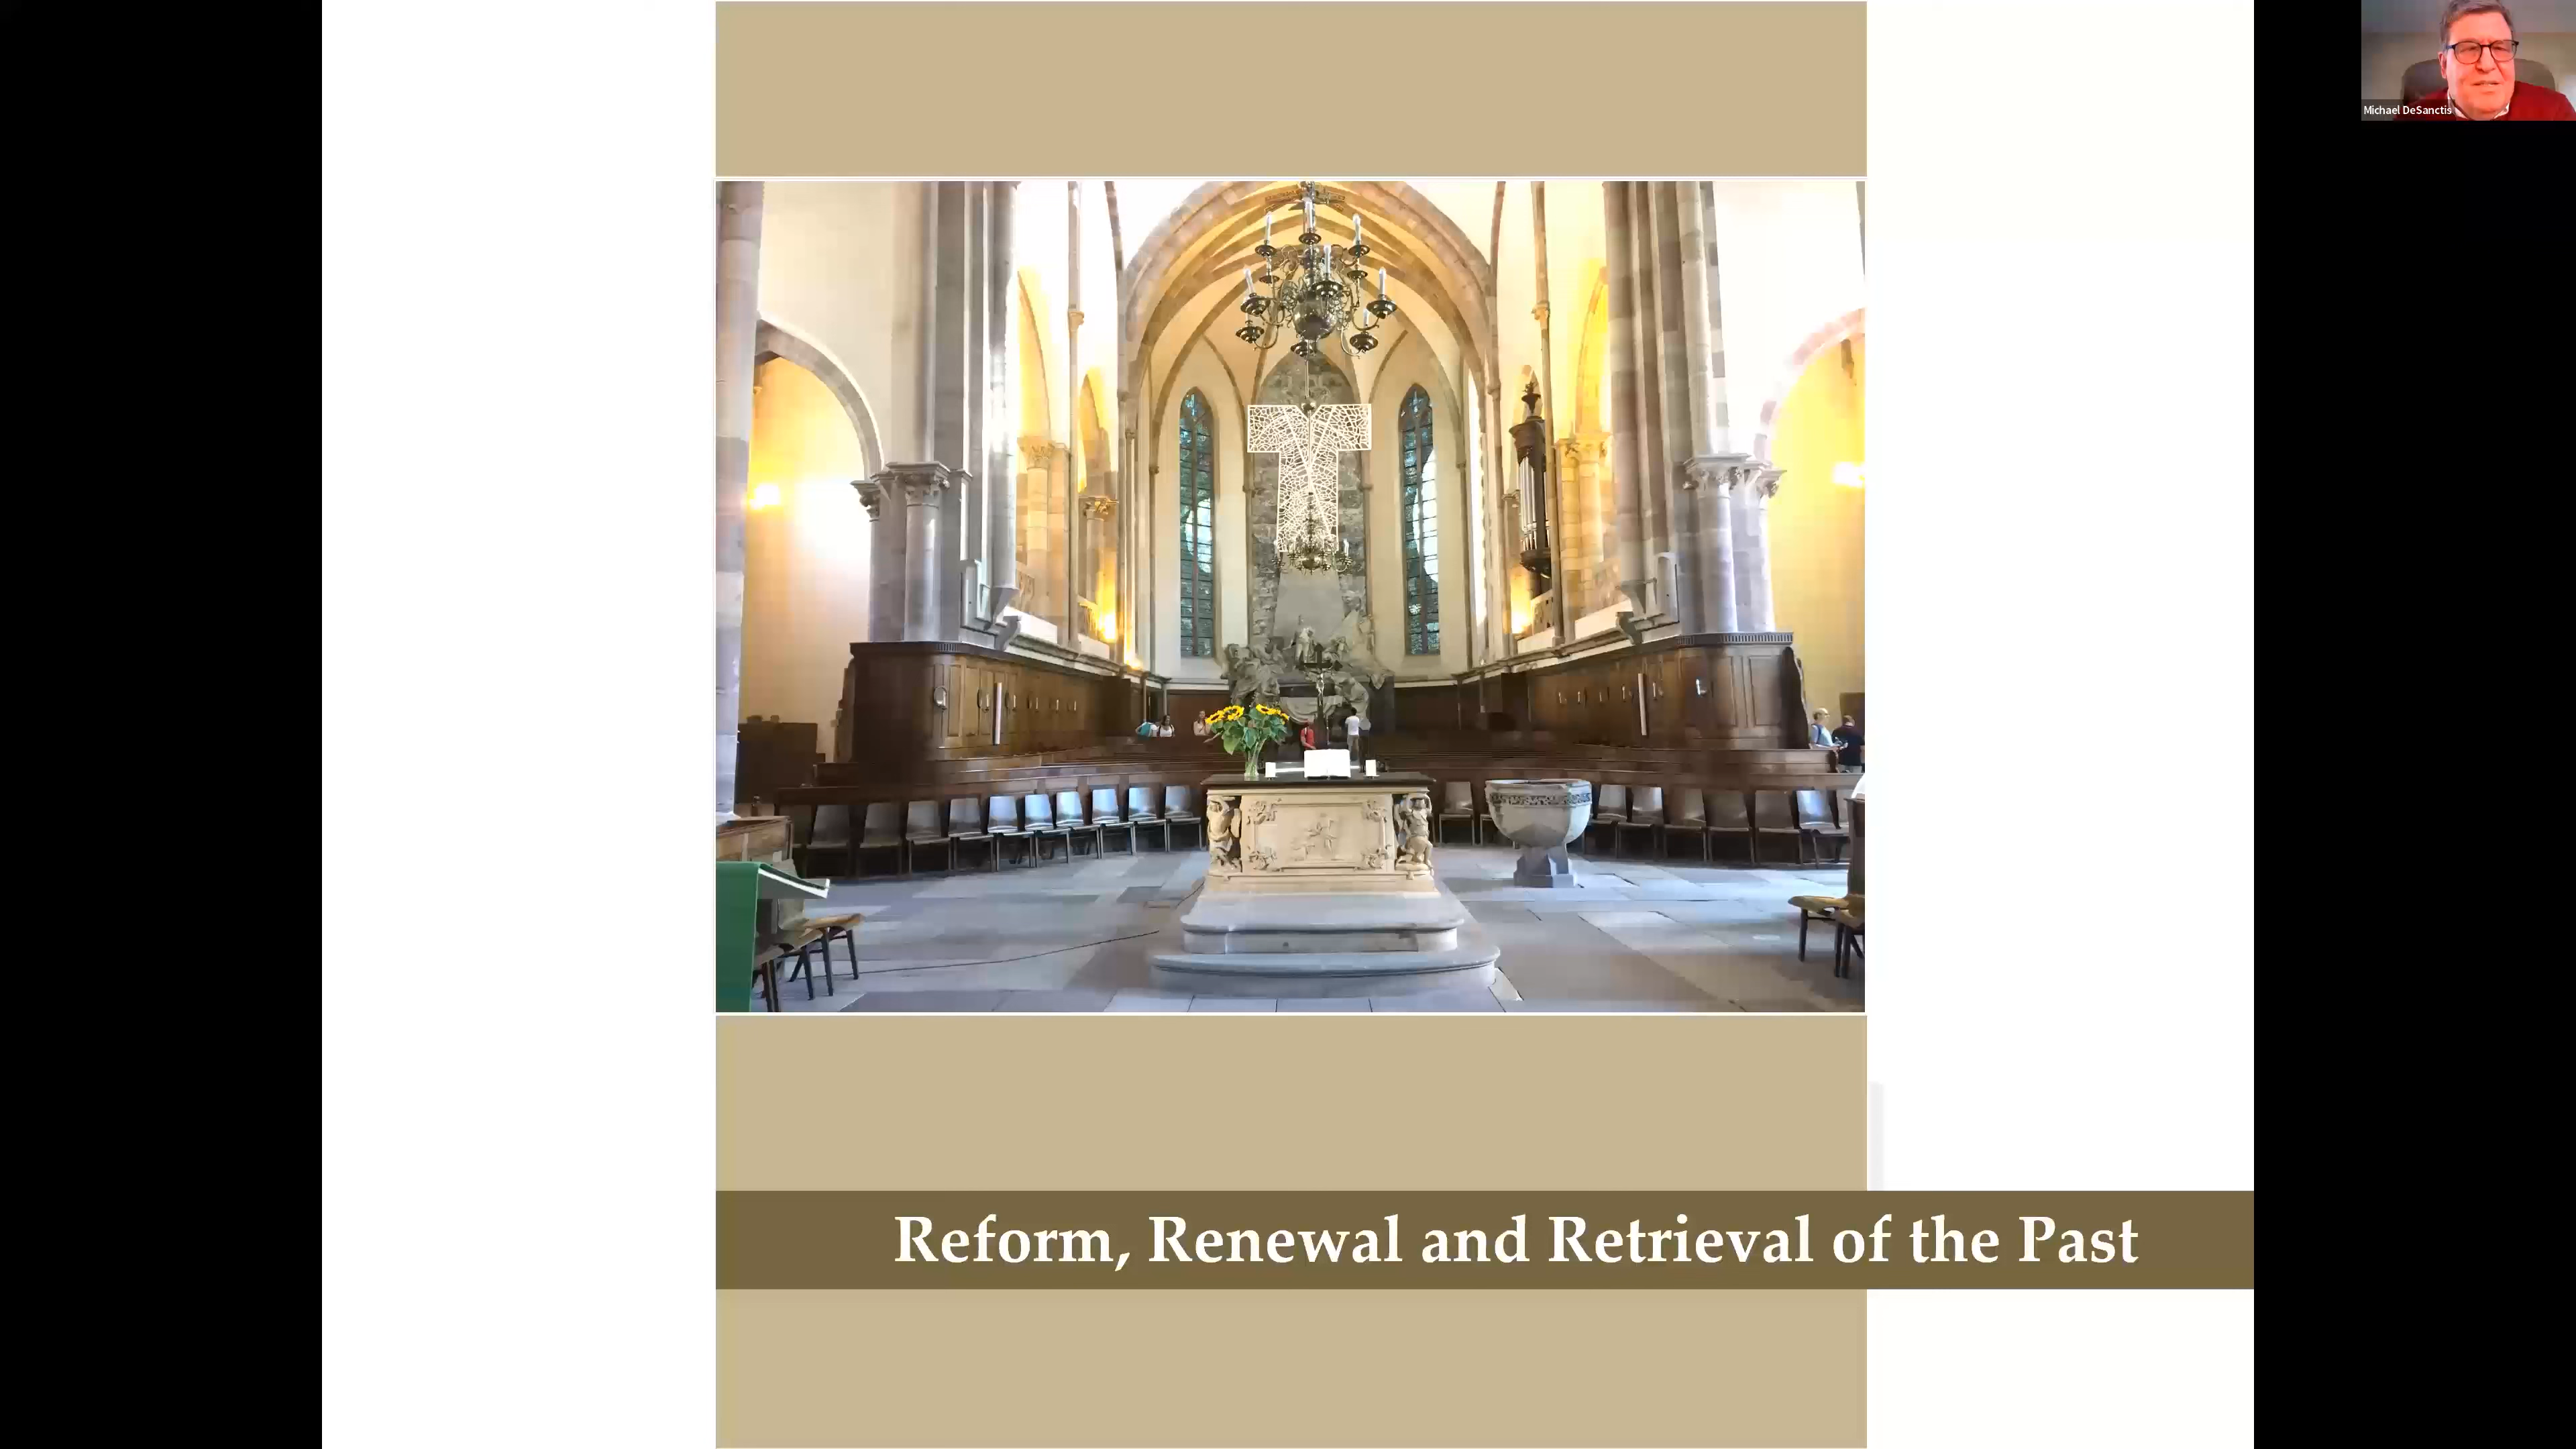 Michael DeSanctis
Reform, Renewal and Retrieval of the Past